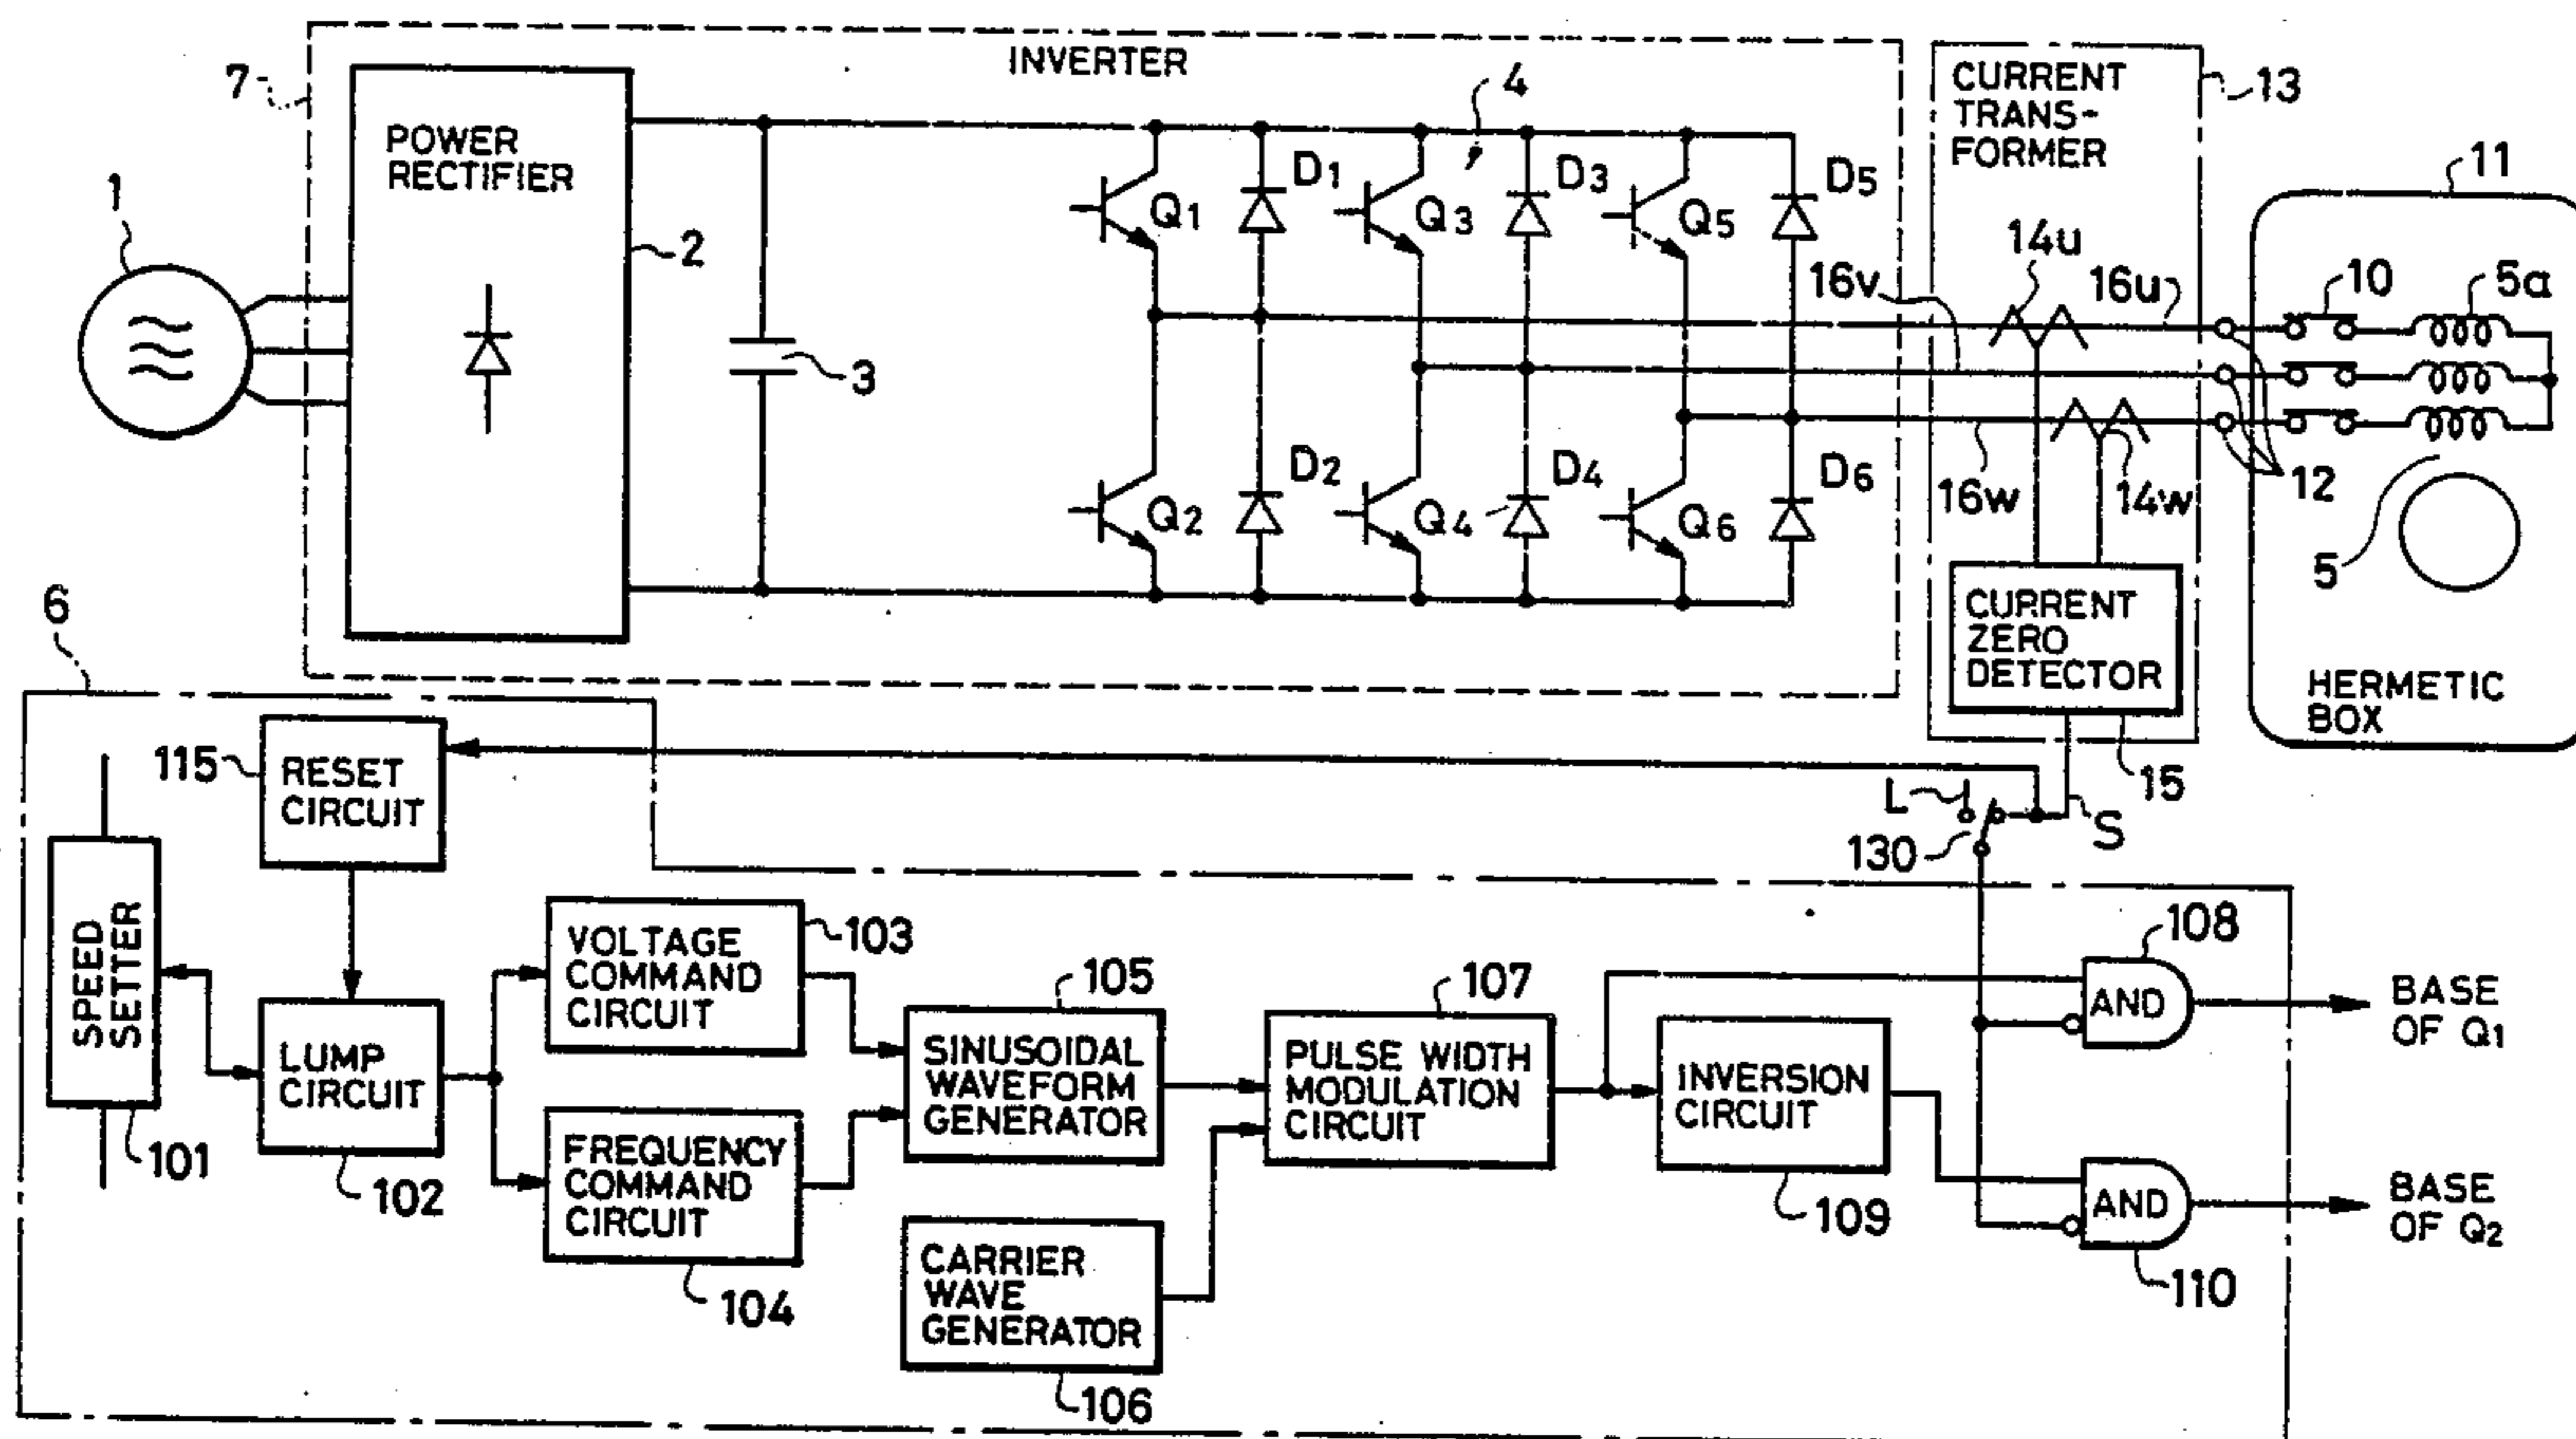 INVERTER
7
POWER
RECTIFIER
1
2
3
4
Q1
D1
Q3
D3
Q5
D5
Q2
D2
Q4
D4
Q6
D6
CURRENT
TRANS-
FORMER
13
14u
16v
16u
16w
14w
CURRENT
ZERO
DETECTOR
15
11
10
5a
12
5
HERMETIC
BOX
6
115
RESET
CIRCUIT
L
130
S
SPEED
SETTER
101
LUMP
CIRCUIT
102
VOLTAGE
COMMAND
CIRCUIT
103
FREQUENCY
COMMAND
CIRCUIT
104
105
SINUSOIDAL
WAVEFORM
GENERATOR
CARRIER
WAVE
GENERATOR
106
107
PULSE WIDTH
MODULATION
CIRCUIT
INVERSION
CIRCUIT
109
108
AND
BASE
OF Q1
AND
110
BASE
OF Q2